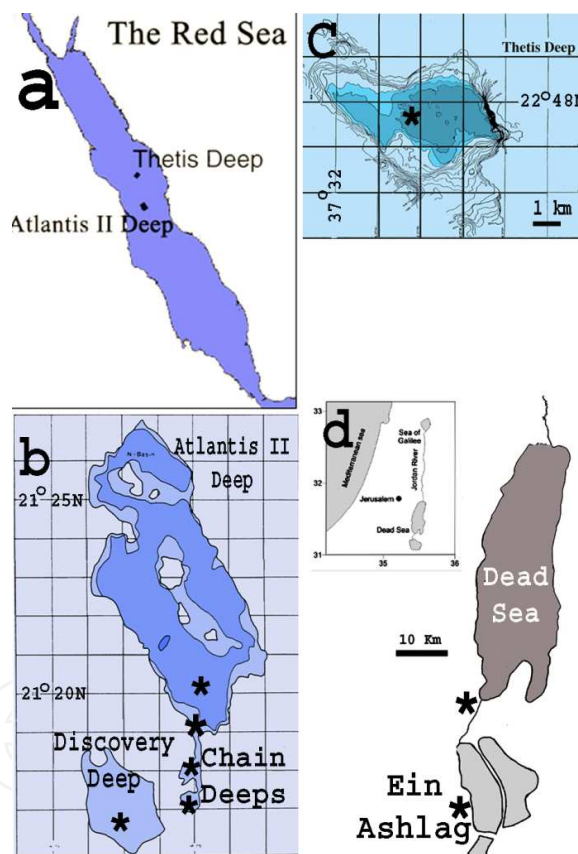 a
The Red Sea
Thetis Deep
Atlantis II Deep
C
Thetis Deep
22° 48N
37° 32
1 km
b
N-Basin
Atlantis II
Deep
21° 25N
21° 20N
Discovery
Deep
Chain
Deeps
d
33
32
31
35
36
Mediterranean sea
Sea of
Galilee
Jordan River
Jerusalem
Dead Sea
10 Km
Dead
Sea
Ein
Ashlag